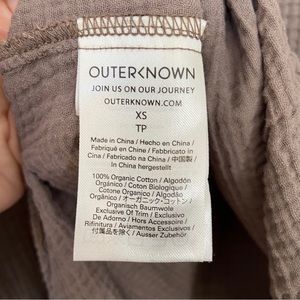 OUTERKNOWN
JOIN US ON OUR JOURNEY
OUTERKNOWN.COM
XS
TP
Made in China / Hecho en China /
Fabriqué en Chine / Fabbricato in
Cina / Fabricado na China / 中国製 /
In China hergestellt
100% Organic Cotton / Algodón
Orgánico / Coton Biologique /
Cotone Organico / Algodão
Orgânico / オーガニック・コットン /
Organisch Baumwolle
Exclusive Of Trim / Exclusivo
De Adorno / Hors Accessoire /
Rifinitura / Aviamentos Exclusivos
付属品を除く / Ausser Zubehör